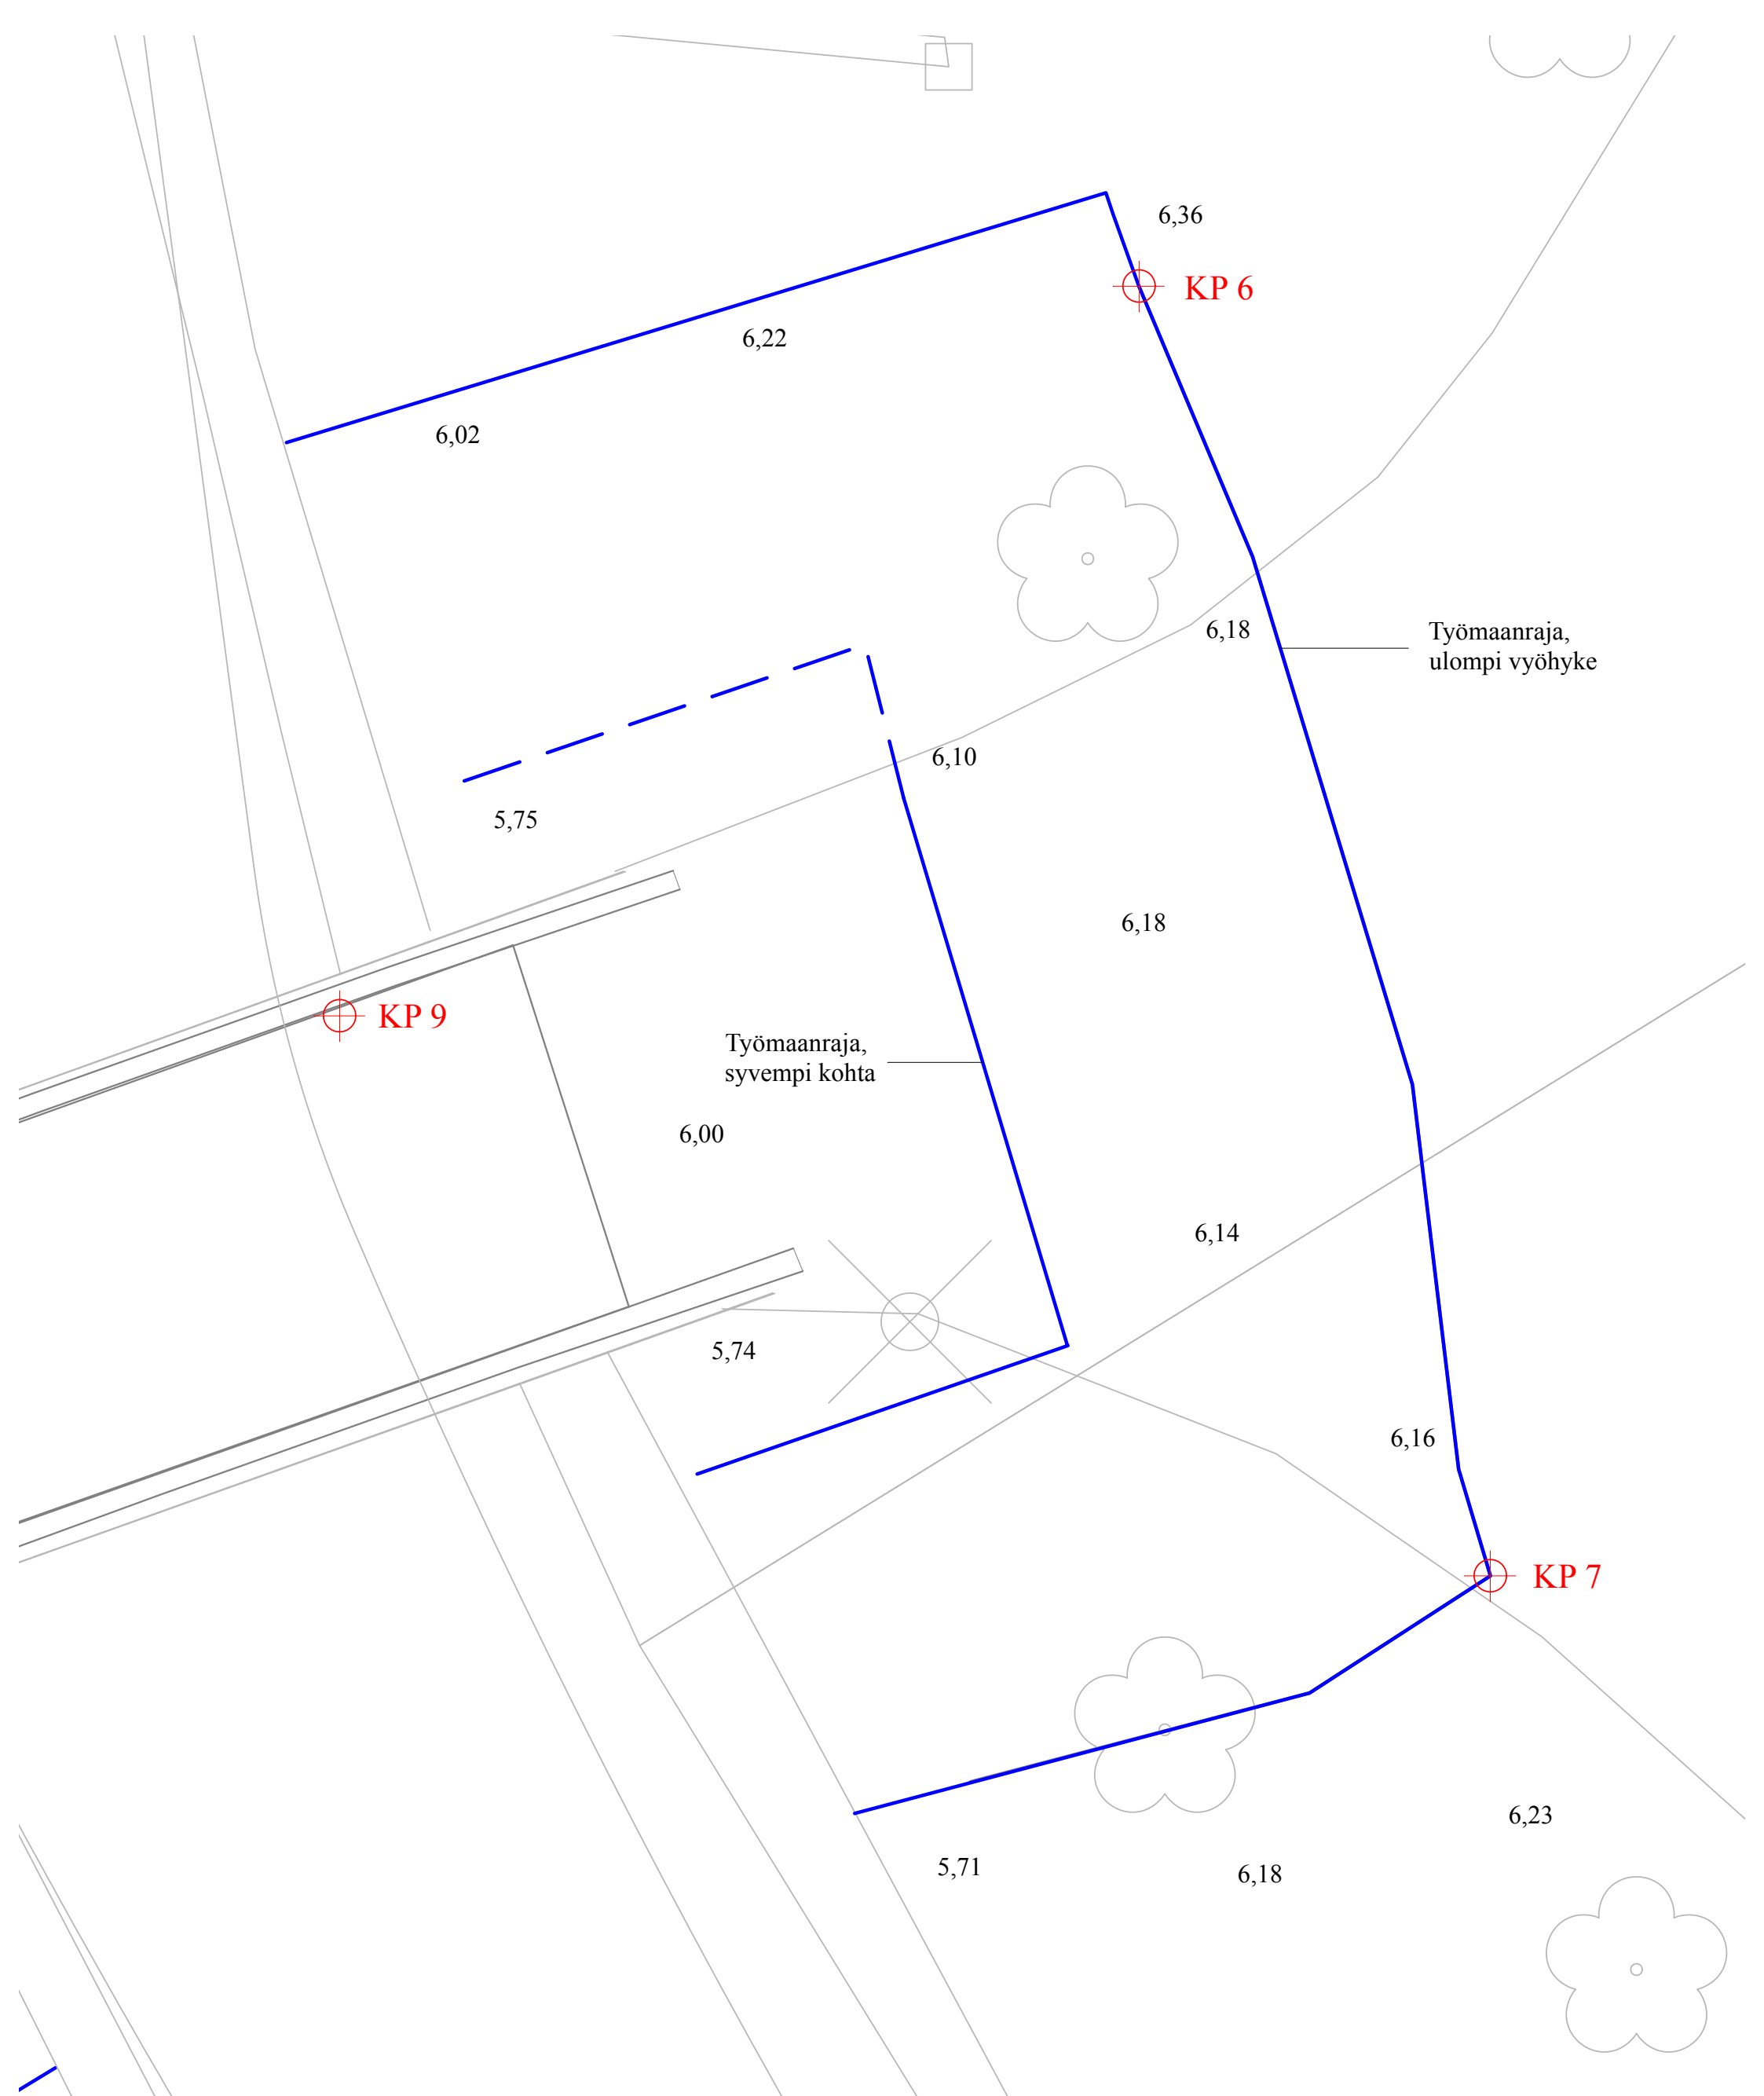 6,36
KP 6
6,22
6,02
6,18
Työmaanraja,
ulompi vyöhyke
6,10
5,75
6,18
KP 9
Työmaanraja,
syvempi kohta
6,00
6,14
5,74
6,16
KP 7
6,23
5,71
6,18